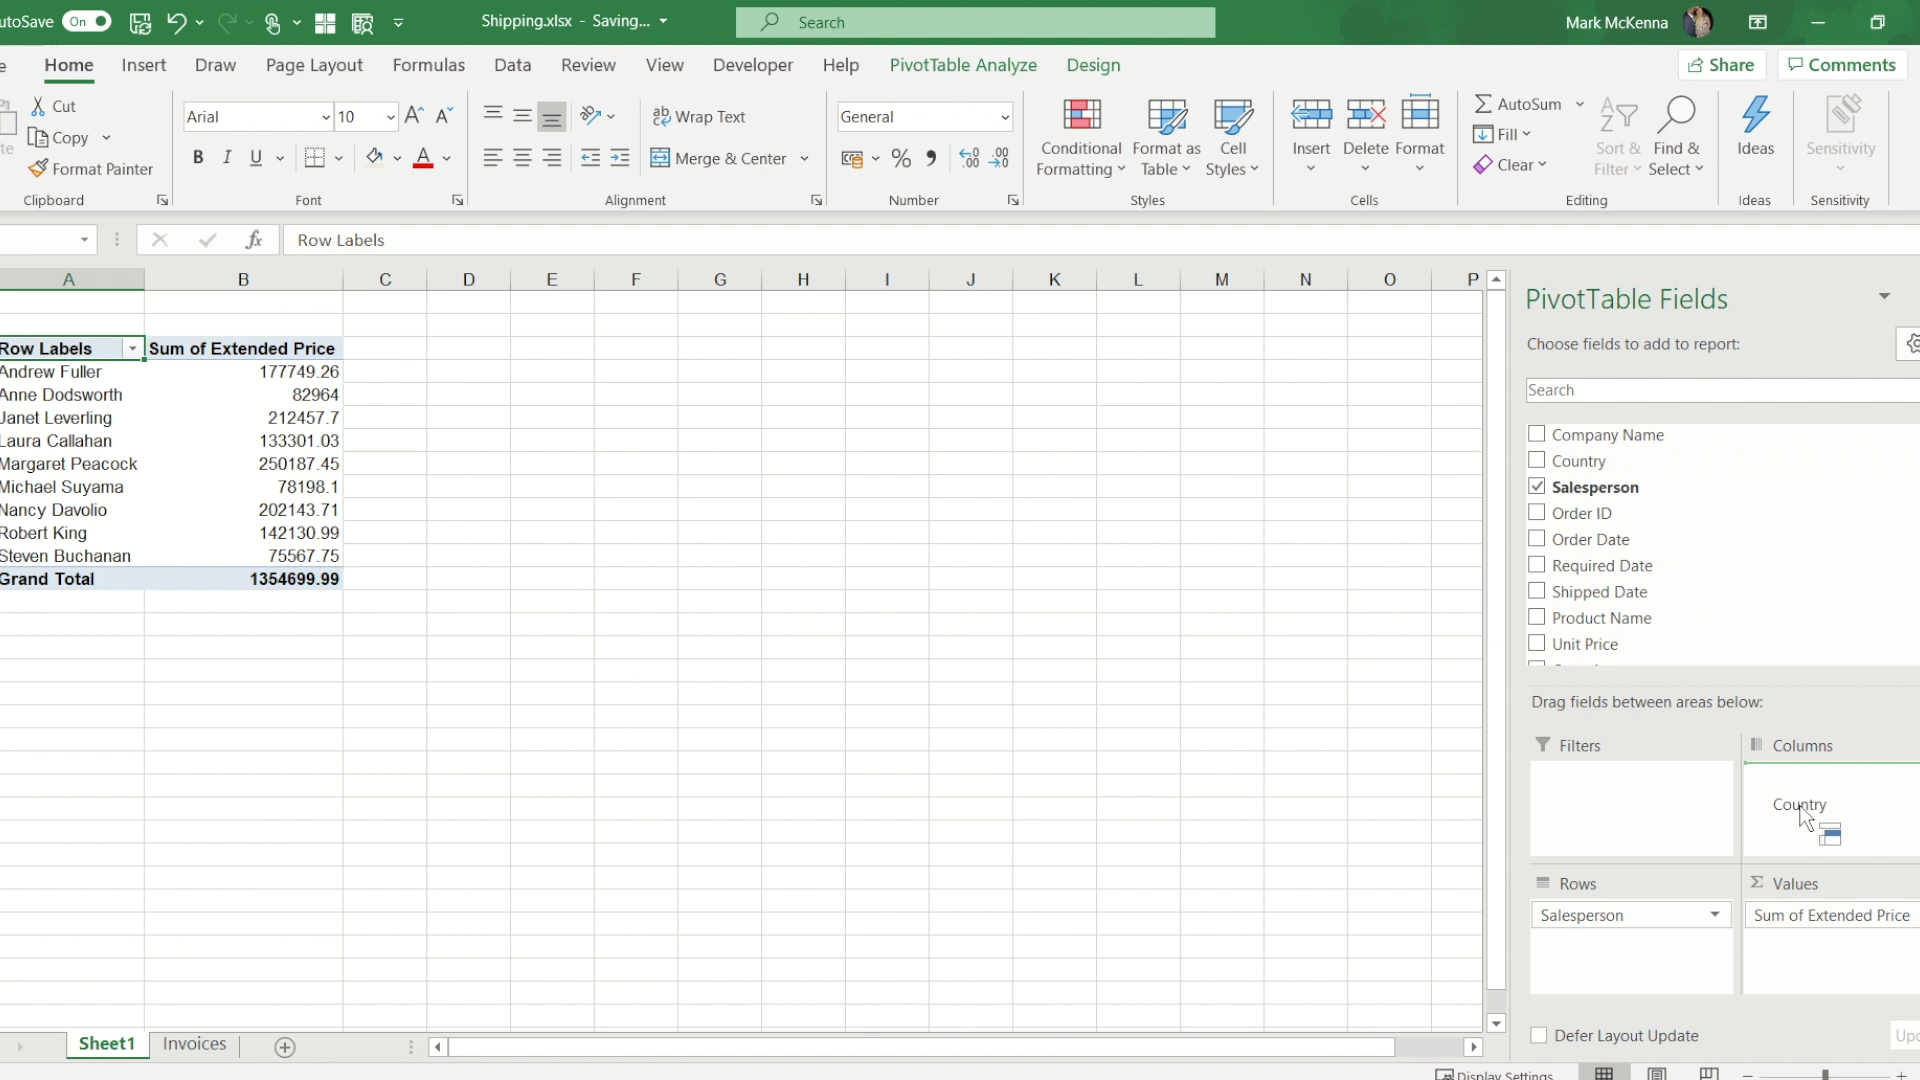 utoSave On Shipping.xlsx - Saving... Search Mark McKenna
e Home Insert Draw Page Layout Formulas Data Review View Developer Help PivotTable Analyze Design Share Comments
Cut
Copy
te
Format Painter
Clipboard
Arial 10
B I U
Font
Wrap Text
Merge & Center
Alignment
General
% 
Number
Conditional Formatting
Format as Table
Cell Styles
Styles
Insert
Delete
Format
Cells
AutoSum
Fill
Clear
Sort & Filter
Find & Select
Editing
Ideas
Ideas
Sensitivity
Sensitivity
fx Row Labels
A B C D E F G H I J K L M N O P
Row Labels Sum of Extended Price
Andrew Fuller 177749.26
Anne Dodsworth 82964
Janet Leverling 212457.7
Laura Callahan 133301.03
Margaret Peacock 250187.45
Michael Suyama 78198.1
Nancy Davolio 202143.71
Robert King 142130.99
Steven Buchanan 75567.75
Grand Total 1354699.99
PivotTable Fields
Choose fields to add to report:
Search
Company Name
Country
Salesperson
Order ID
Order Date
Required Date
Shipped Date
Product Name
Unit Price
Drag fields between areas below:
Filters
Columns
Country
Rows
Salesperson
Values
Sum of Extended Price
Defer Layout Update
Upd
Sheet1 Invoices
Display Settings